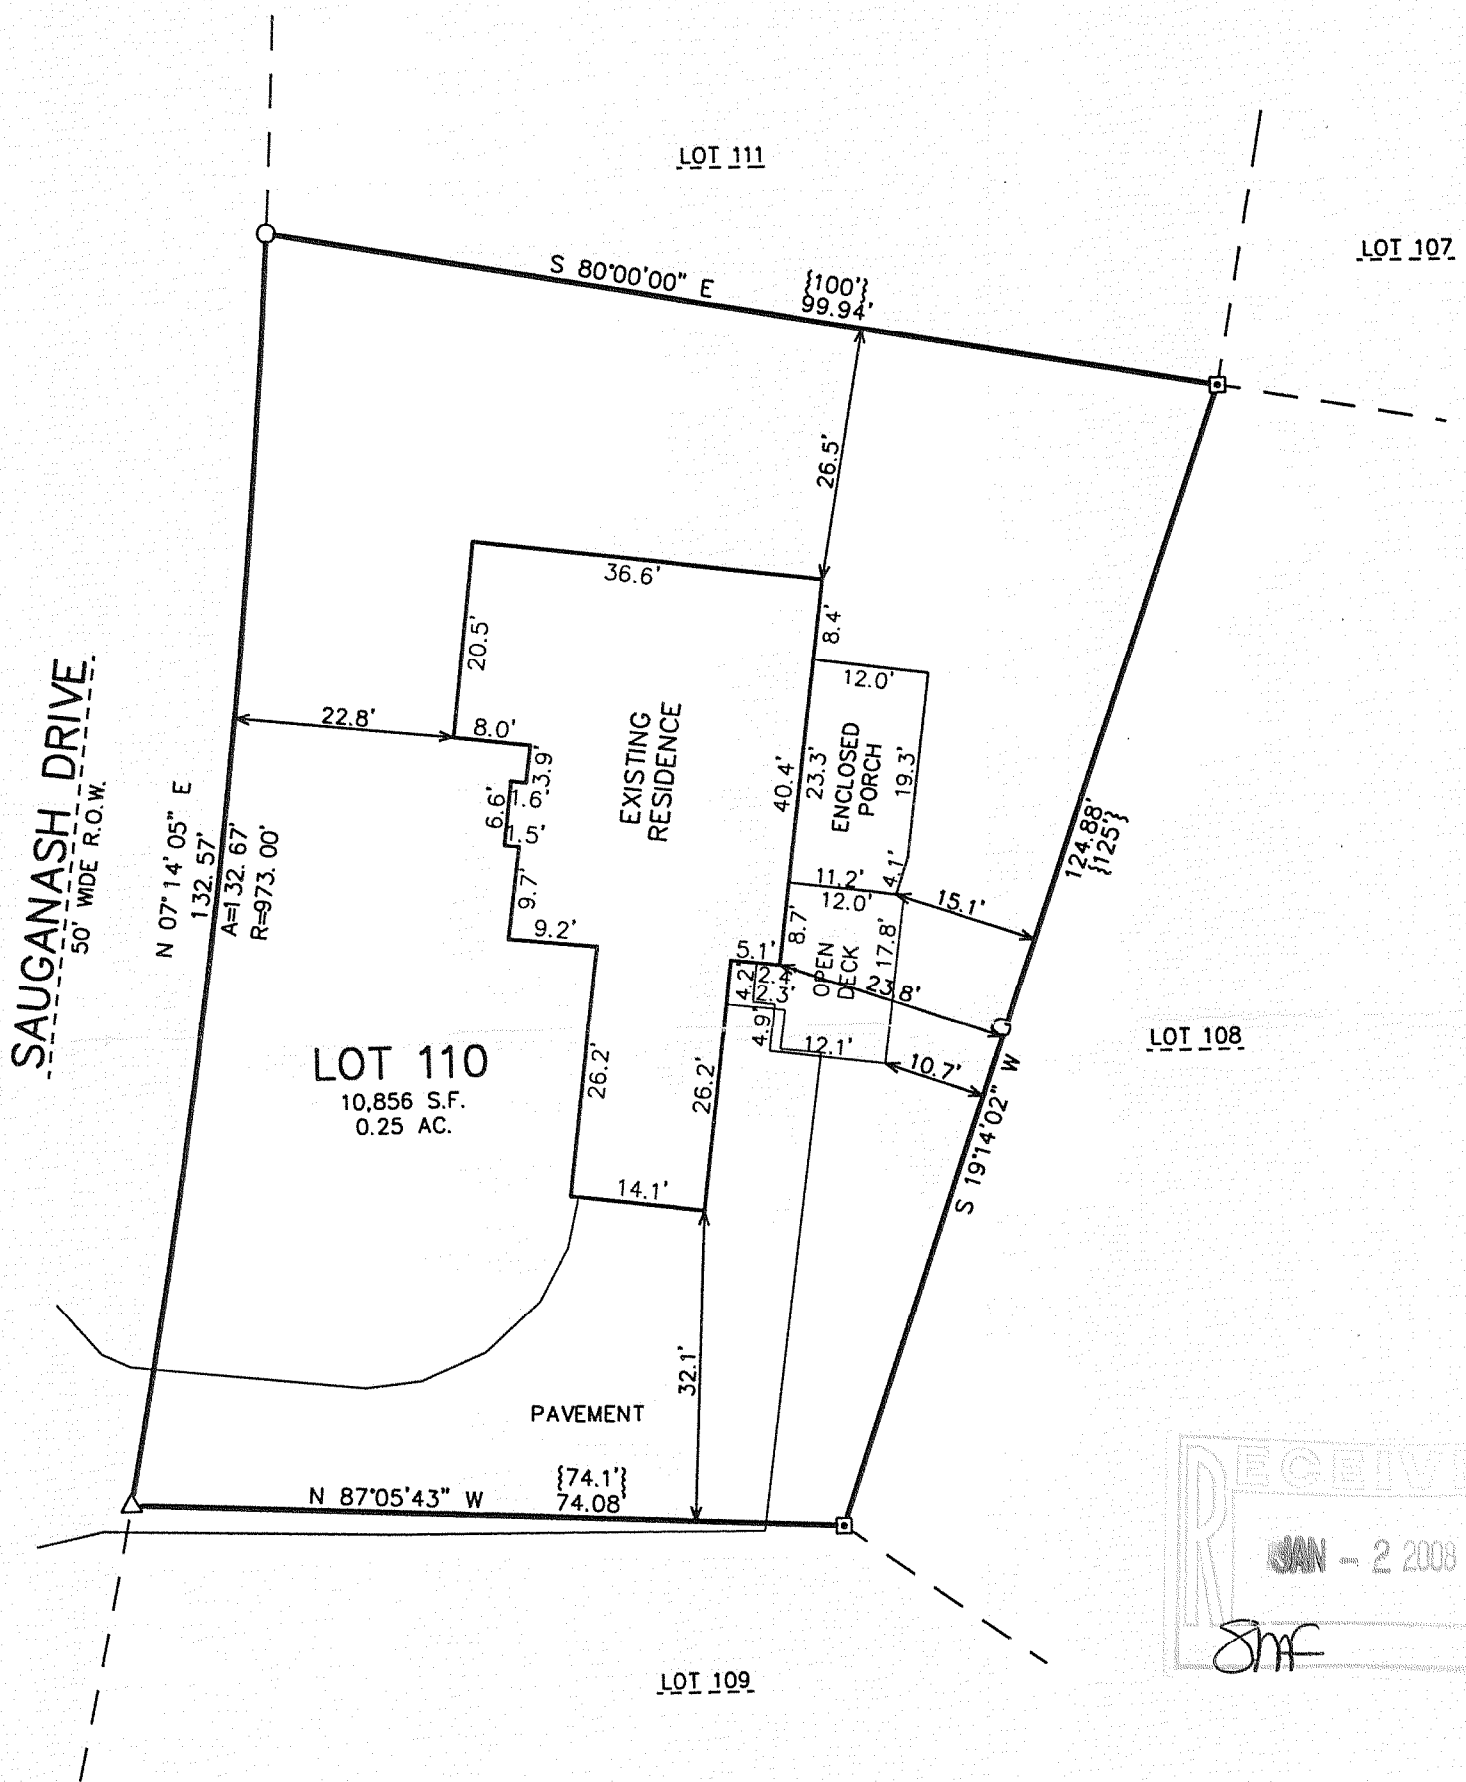 LOT 111
LOT 107
S 80°00'00" E
{100'}
99.94'
26.5'
36.6'
8.4'
20.5'
12.0'
22.8'
8.0'
3.9'
1.6'
6.6'
1.5'
9.7'
9.2'
EXISTING
RESIDENCE
40.4'
23.3'
ENCLOSED
PORCH
19.3'
4.1'
11.2'
12.0'
15.1'
124.88'
{125'}
SAUGANASH DRIVE
50' WIDE R.O.W.
N 07°14'05" E
132.57'
A=132.67'
R=973.00'
8.7'
OPEN
DECK
17.8'
5.1'
4.2'
2.4'
2.3'
23.8'
4.9'
12.1'
10.7'
LOT 108
S 19°14'02" W
LOT 110
10,856 S.F.
0.25 AC.
26.2'
26.2'
14.1'
32.1'
PAVEMENT
N 87°05'43" W
{74.1'}
74.08'
LOT 109
RECEIV
JAN - 2 2008